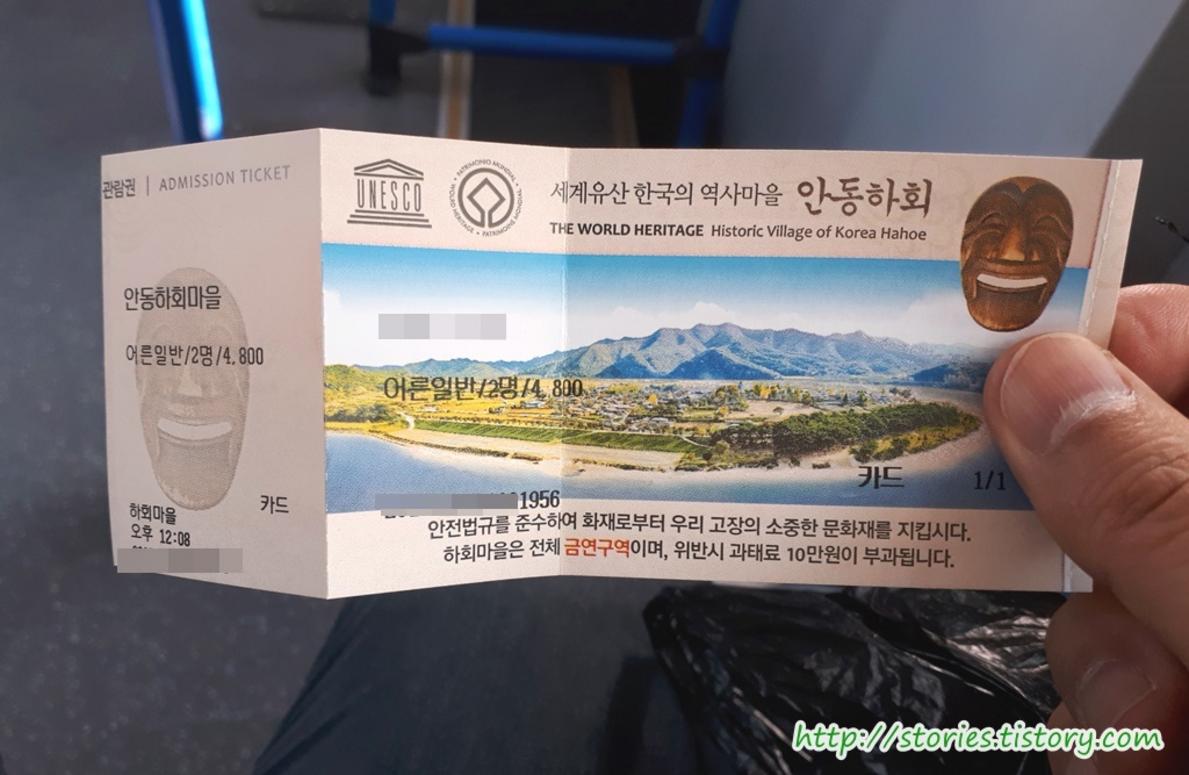 관람권 | ADMISSION TICKET
안동하회마을
어른일반/2명/4,800
카드
하회마을
오후 12:08
UNESCO
PATRIMONIO MUNDIAL • WORLD HERITAGE • PATRIMOINE MONDIAL
세계유산 한국의 역사마을 안동하회
THE WORLD HERITAGE Historic Village of Korea Hahoe
어른일반/2명/4,800
카드 1/1
1956
안전법규를 준수하여 화재로부터 우리 고장의 소중한 문화재를 지킵시다.
하회마을은 전체 금연구역이며, 위반시 과태료 10만원이 부과됩니다.
http://stories.tistory.com